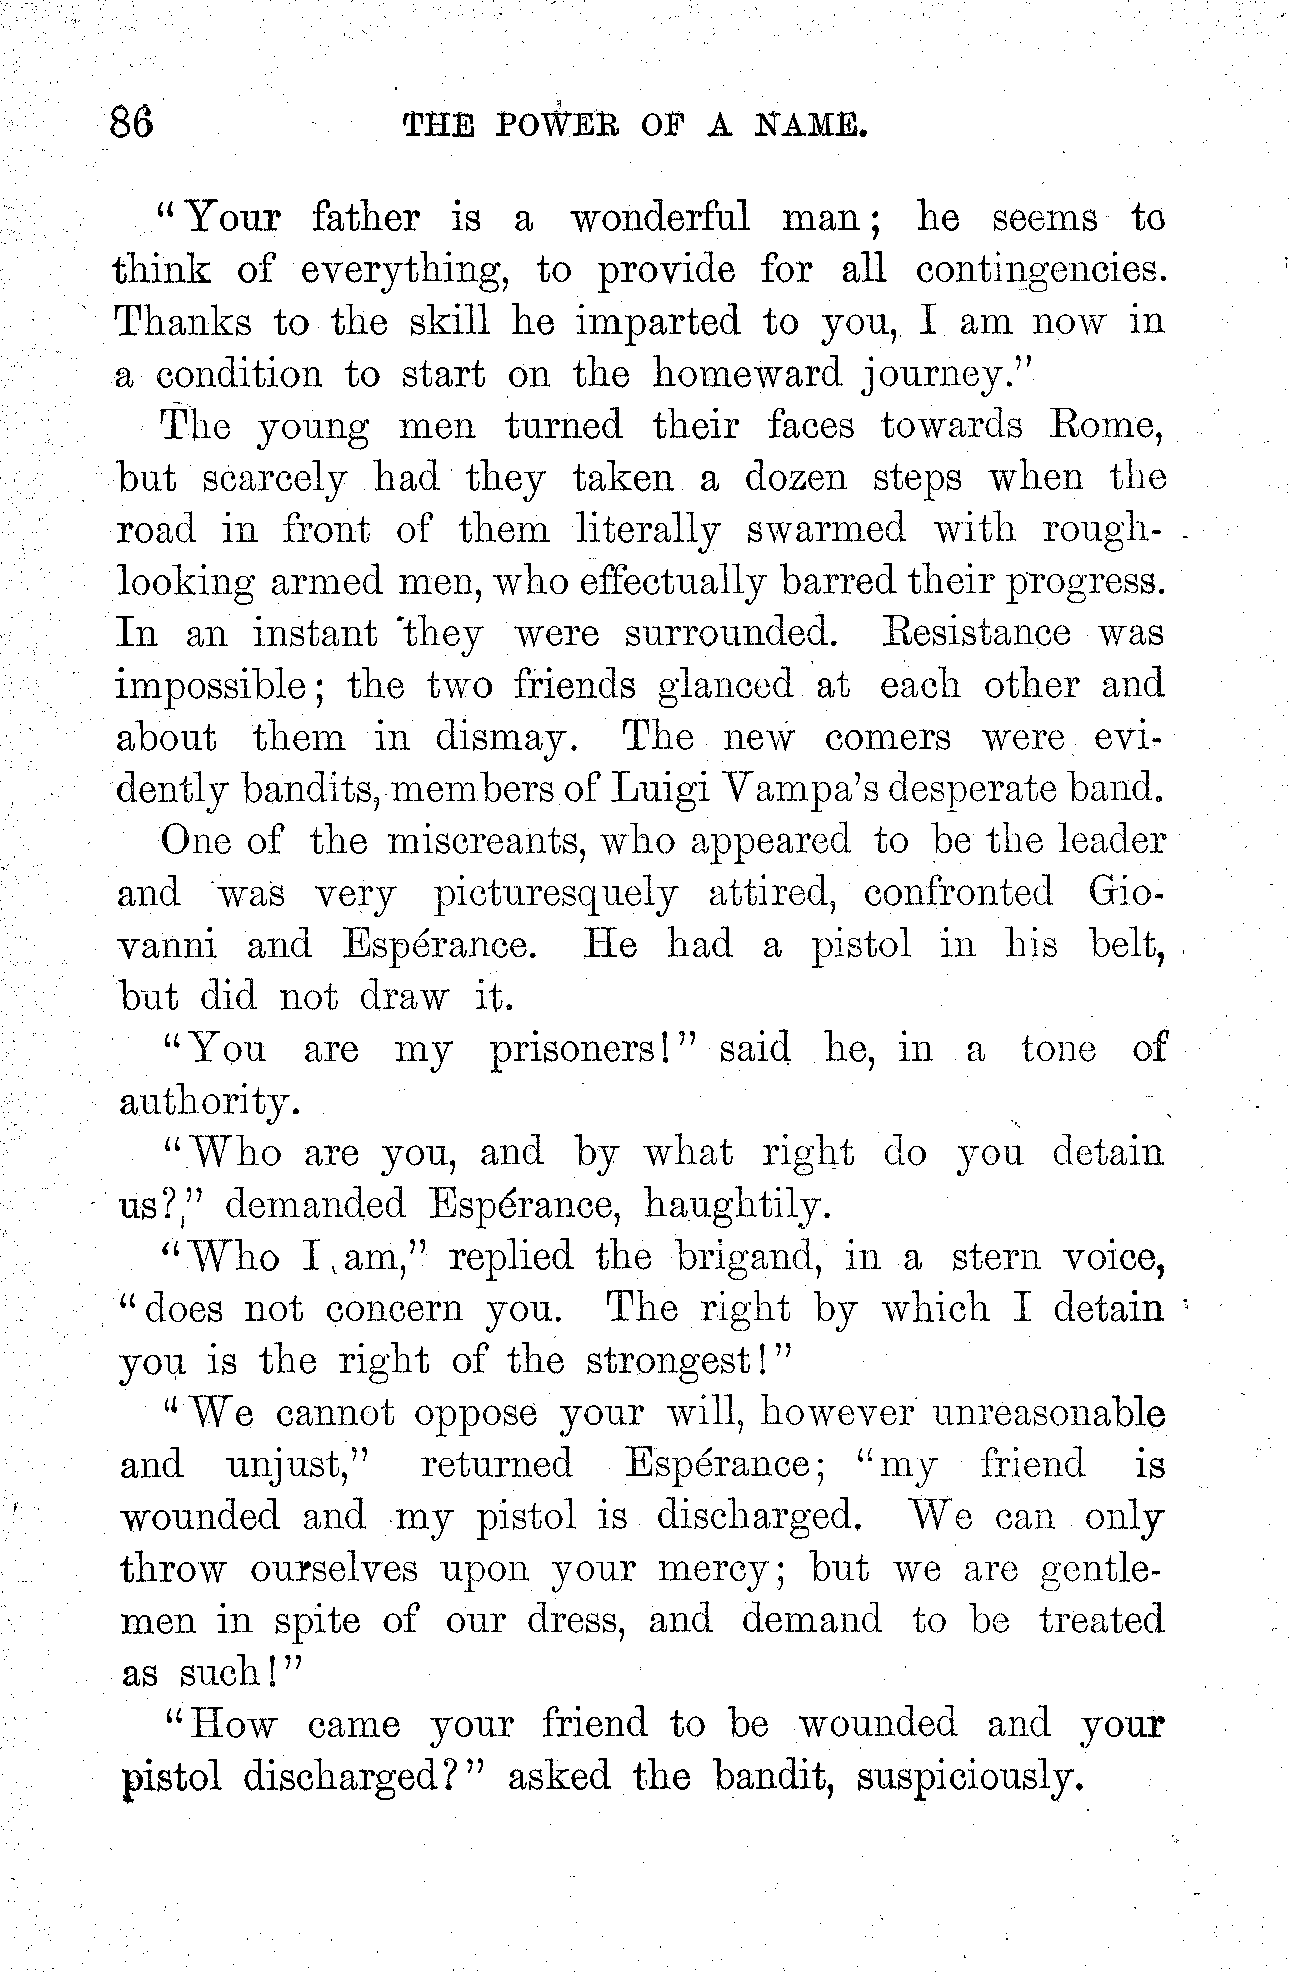 86 THE POWER OF A NAME.
"Your father is a wonderful man; he seems to
think of everything, to provide for all contingencies.
Thanks to the skill he imparted to you, I am now in
a condition to start on the homeward journey."
The young men turned their faces towards Rome,
but scarcely had they taken a dozen steps when the
road in front of them literally swarmed with rough-
looking armed men, who effectually barred their progress.
In an instant they were surrounded. Resistance was
impossible; the two friends glanced at each other and
about them in dismay. The new comers were evi-
dently bandits, members of Luigi Vampa's desperate band.
One of the miscreants, who appeared to be the leader
and was very picturesquely attired, confronted Gio-
vanni and Espérance. He had a pistol in his belt,
but did not draw it.
"You are my prisoners!" said he, in a tone of
authority.
"Who are you, and by what right do you detain
us?" demanded Espérance, haughtily.
"Who I am," replied the brigand, in a stern voice,
"does not concern you. The right by which I detain
you is the right of the strongest!"
"We cannot oppose your will, however unreasonable
and unjust," returned Espérance; "my friend is
wounded and my pistol is discharged. We can only
throw ourselves upon your mercy; but we are gentle-
men in spite of our dress, and demand to be treated
as such!"
"How came your friend to be wounded and your
pistol discharged?" asked the bandit, suspiciously.